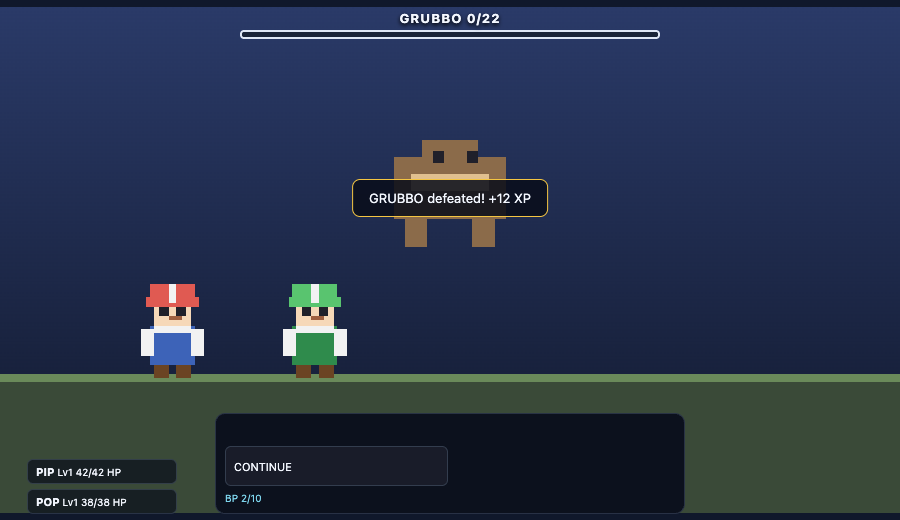 GRUBBO 0/22
GRUBBO defeated! +12 XP
CONTINUE
BP 2/10
PIP Lv1 42/42 HP
POP Lv1 38/38 HP